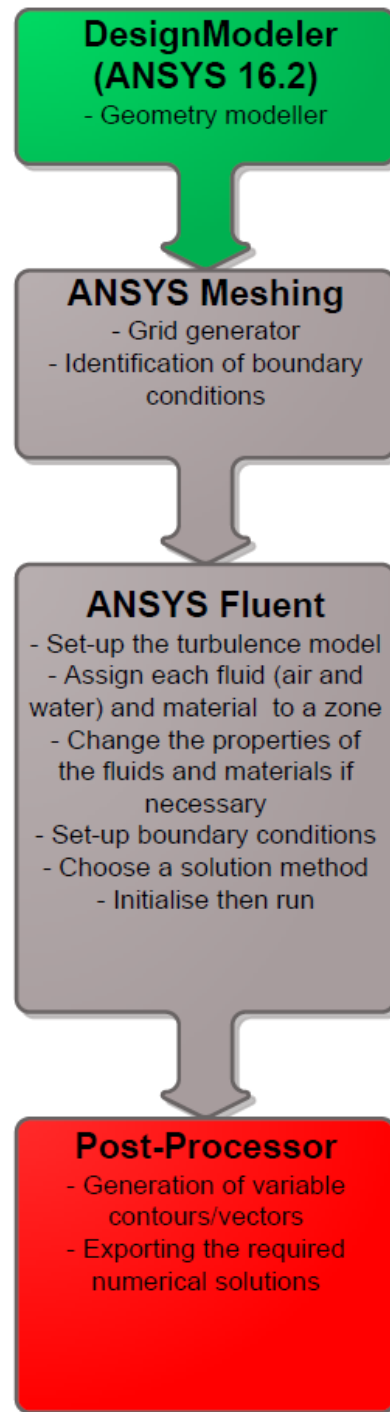 DesignModeler
(ANSYS 16.2)
- Geometry modeller
ANSYS Meshing
- Grid generator
- Identification of boundary
conditions
ANSYS Fluent
- Set-up the turbulence model
- Assign each fluid (air and
water) and material to a zone
- Change the properties of
the fluids and materials if
necessary
- Set-up boundary conditions
- Choose a solution method
- Initialise then run
Post-Processor
- Generation of variable
contours/vectors
- Exporting the required
numerical solutions